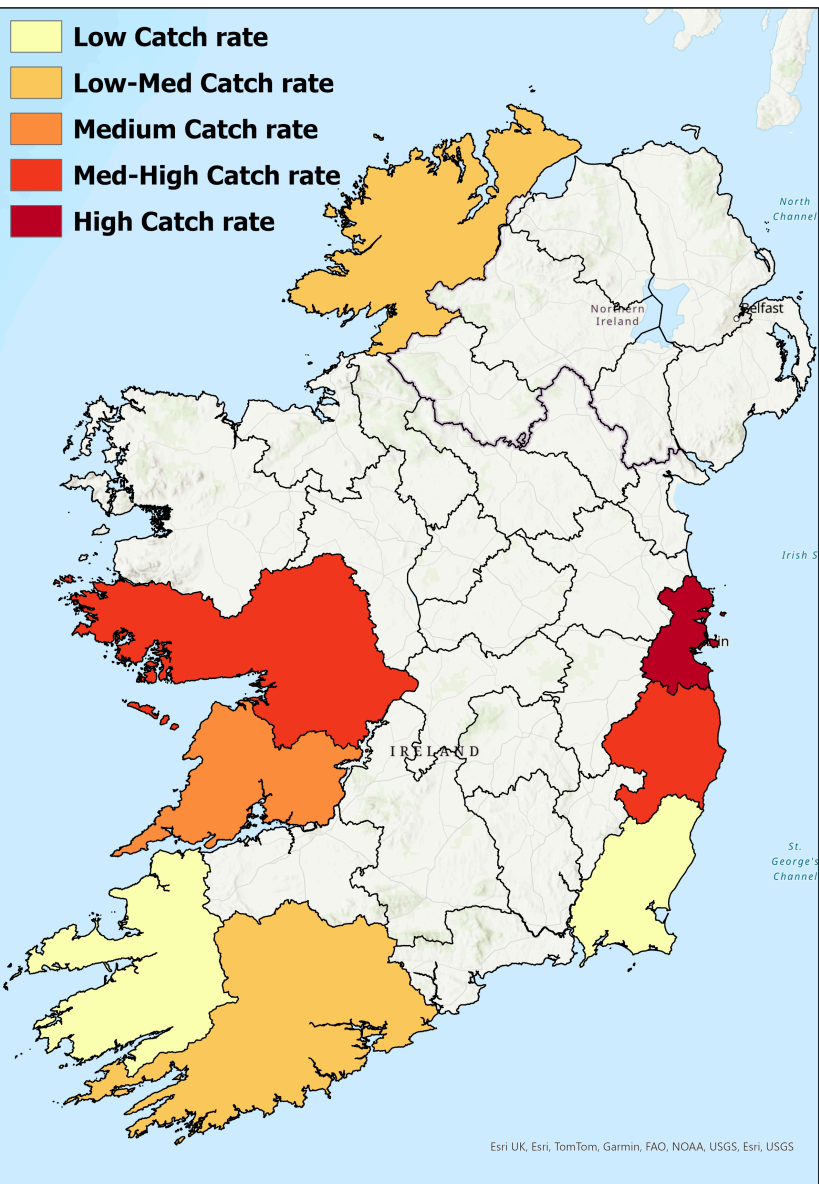 Low Catch rate
Low-Med Catch rate
Medium Catch rate
Med-High Catch rate
High Catch rate
North
Channel
Belfast
Northern
Ireland
Irish S
IRELAND
St.
George's
Channel
Esri UK, Esri, TomTom, Garmin, FAO, NOAA, USGS, Esri, USGS